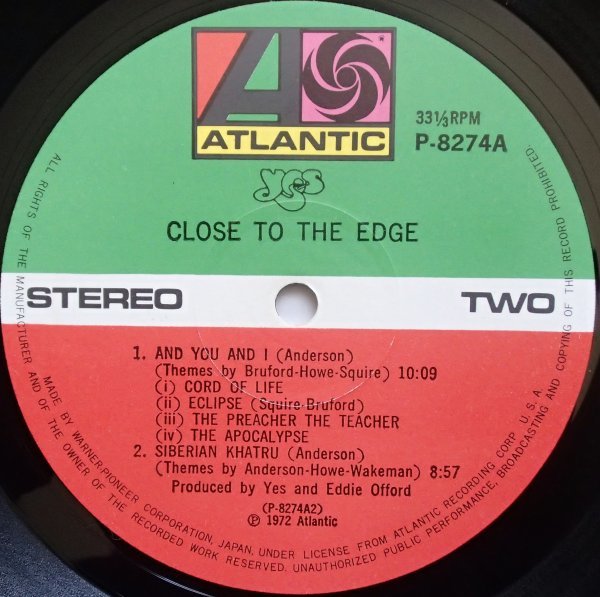 ATLANTIC
33⅓RPM
P-8274A
yes
CLOSE TO THE EDGE
STEREO
TWO
1. AND YOU AND I (Anderson)
(Themes by Bruford-Howe-Squire) 10:09
(i) CORD OF LIFE
(ii) ECLIPSE (Squire-Bruford)
(iii) THE PREACHER THE TEACHER
(iv) THE APOCALYPSE
2. SIBERIAN KHATRU (Anderson)
(Themes by Anderson-Howe-Wakeman) 8:57
Produced by Yes and Eddie Offord
(P-8274A2)
Ⓟ 1972 Atlantic
MADE BY WARNER-PIONEER CORPORATION, JAPAN, UNDER LICENSE FROM ATLANTIC RECORDING CORP. U.S.A.
ALL RIGHTS OF THE MANUFACTURER AND OF THE OWNER OF THE RECORDED WORK RESERVED. UNAUTHORIZED PUBLIC PERFORMANCE, BROADCASTING AND COPYING OF THIS RECORD PROHIBITED.